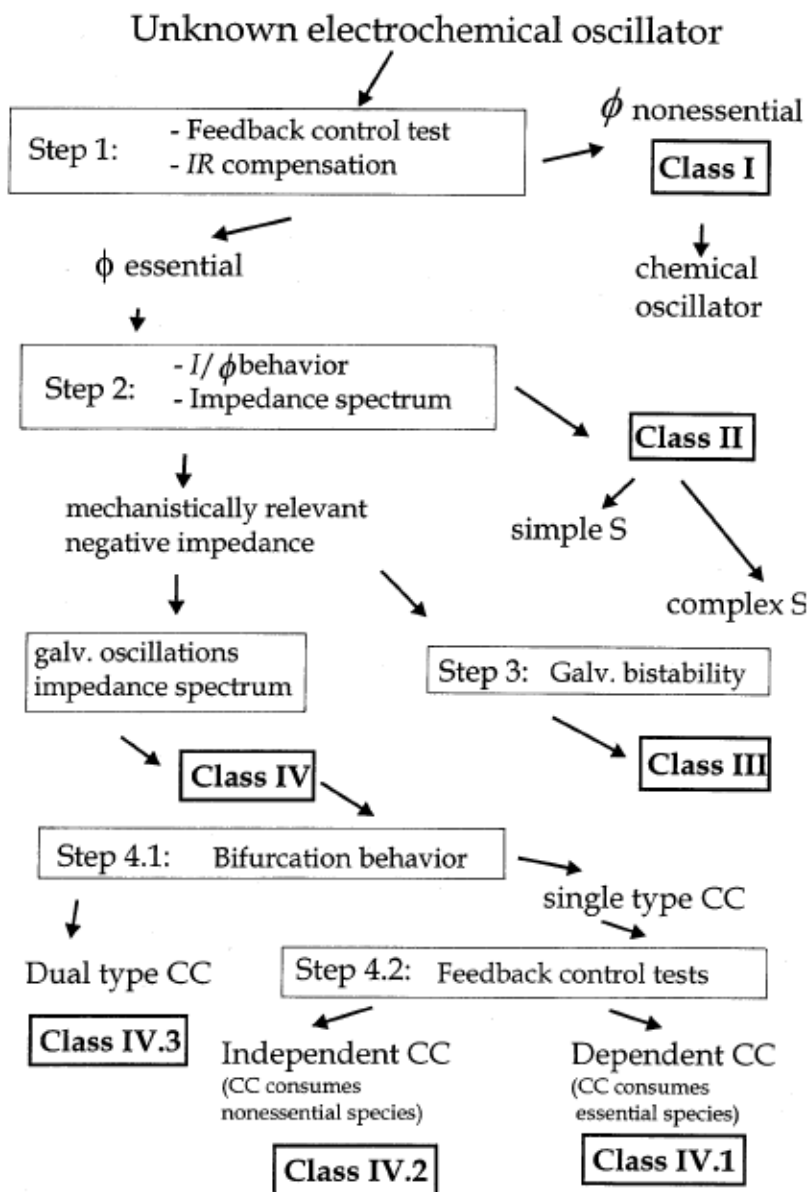 Unknown electrochemical oscillator
Step 1:
- Feedback control test
- IR compensation
ϕ nonessential
Class I
chemical
oscillator
ϕ essential
Step 2:
- I/ϕ behavior
- Impedance spectrum
Class II
simple S
complex S
mechanistically relevant
negative impedance
galv. oscillations
impedance spectrum
Step 3: Galv. bistability
Class IV
Class III
Step 4.1: Bifurcation behavior
single type CC
Dual type CC
Class IV.3
Step 4.2: Feedback control tests
Independent CC
(CC consumes
nonessential species)
Class IV.2
Dependent CC
(CC consumes
essential species)
Class IV.1